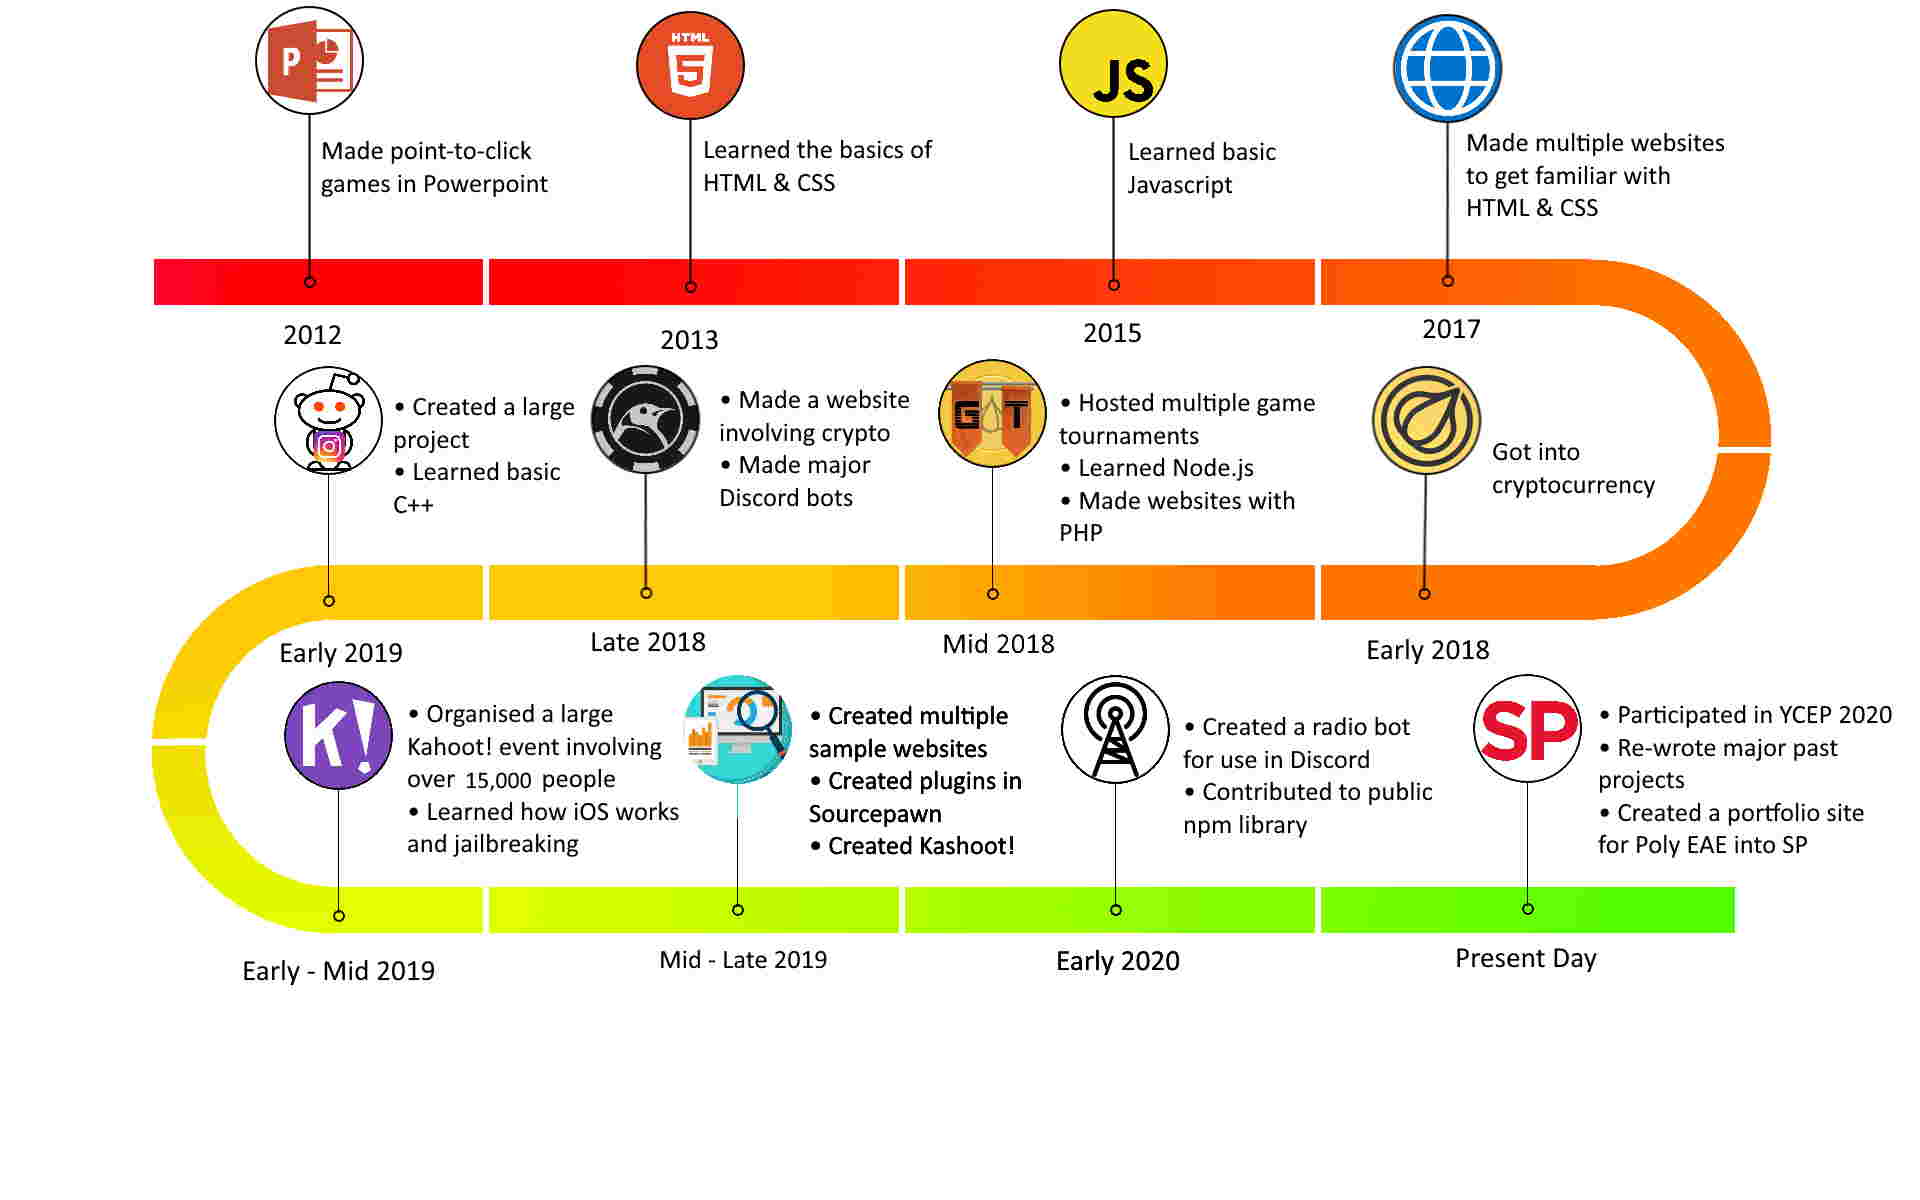 P
HTML
5
JS
Made point-to-click
games in Powerpoint
Learned the basics of
HTML & CSS
Learned basic
Javascript
Made multiple websites
to get familiar with
HTML & CSS
2012
2013
2015
2017
Got into
cryptocurrency
G T
• Hosted multiple game
tournaments
• Learned Node.js
• Made websites with
PHP
• Made a website
involving crypto
• Made major
Discord bots
• Created a large
project
• Learned basic
C++
Early 2018
Mid 2018
Late 2018
Early 2019
K!
• Organised a large
Kahoot! event involving
over 15,000 people
• Learned how iOS works
and jailbreaking
• Created multiple
sample websites
• Created plugins in
Sourcepawn
• Created Kashoot!
• Created a radio bot
for use in Discord
• Contributed to public
npm library
SP
• Participated in YCEP 2020
• Re-wrote major past
projects
• Created a portfolio site
for Poly EAE into SP
Early - Mid 2019
Mid - Late 2019
Early 2020
Present Day